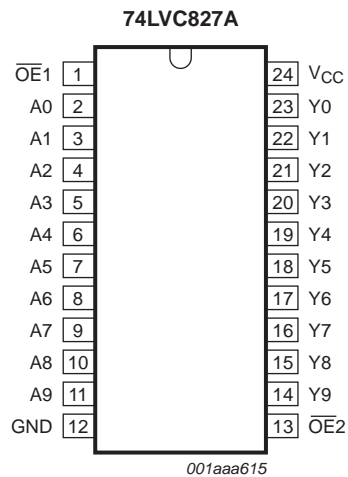 74LVC827A
O̅E̅1 1 24 VCC
A0 2 23 Y0
A1 3 22 Y1
A2 4 21 Y2
A3 5 20 Y3
A4 6 19 Y4
A5 7 18 Y5
A6 8 17 Y6
A7 9 16 Y7
A8 10 15 Y8
A9 11 14 Y9
GND 12 13 O̅E̅2
001aaa615